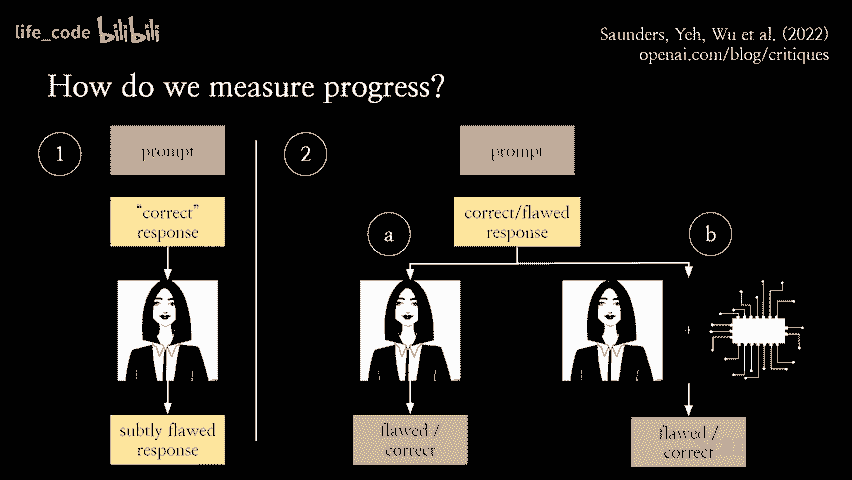 life_code bilibili
Saunders, Yeh, Wu et al. (2022)
openai.com/blog/critiques
How do we measure progress?
1
prompt
"correct"
response
subtly flawed
response
2
prompt
correct/flawed
response
a
b
+
flawed /
correct
flawed /
correct